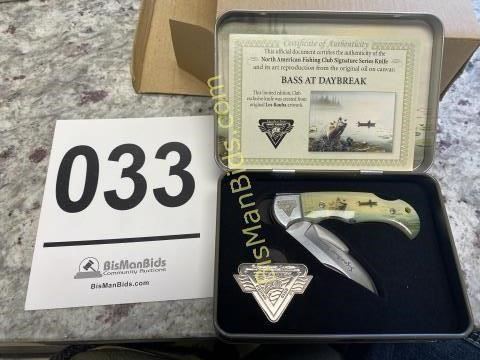 Certificate of Authenticity
This official document certifies the authenticity of the
North American Fishing Club Signature Series Knife
and its art reproduction from the original oil on canvas:
BASS AT DAYBREAK
This limited edition, Club
exclusive knife was created from
original Les Kouba artwork.
033
BisManBids
Community Auctions
BisManBids.com
BisManBids.com